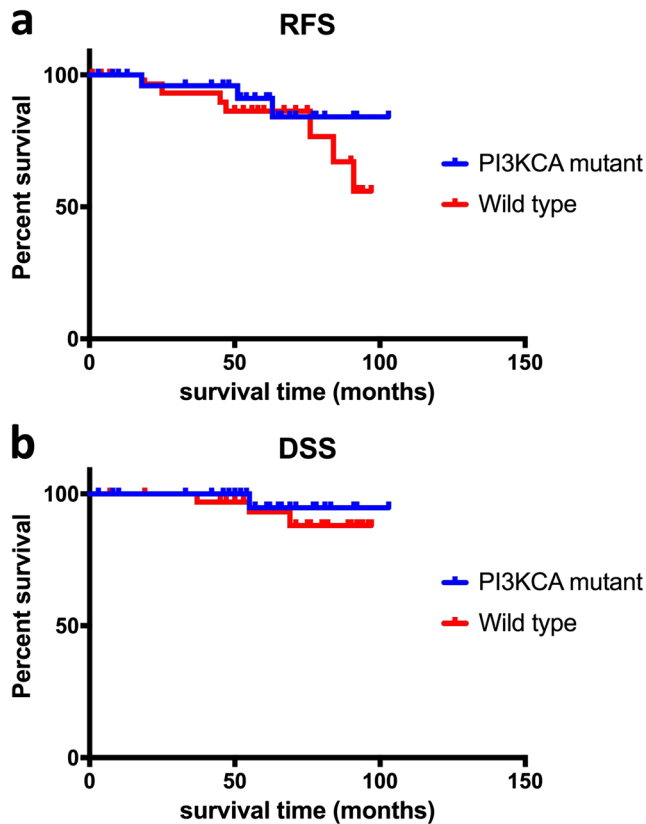 a
RFS
Percent survival
100
50
0
0 50 100 150
survival time (months)
PI3KCA mutant
Wild type
b
DSS
Percent survival
100
50
0
0 50 100 150
survival time (months)
PI3KCA mutant
Wild type